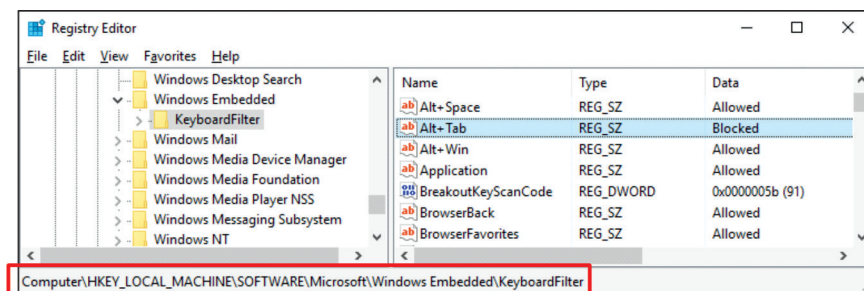 Registry Editor
File Edit View Favorites Help
Windows Desktop Search
Windows Embedded
KeyboardFilter
Windows Mail
Windows Media Device Manager
Windows Media Foundation
Windows Media Player NSS
Windows Messaging Subsystem
Windows NT
Name Type Data
Alt+Space REG_SZ Allowed
Alt+Tab REG_SZ Blocked
Alt+Win REG_SZ Allowed
Application REG_SZ Allowed
BreakoutKeyScanCode REG_DWORD 0x0000005b (91)
BrowserBack REG_SZ Allowed
BrowserFavorites REG_SZ Allowed
Computer\HKEY_LOCAL_MACHINE\SOFTWARE\Microsoft\Windows Embedded\KeyboardFilter